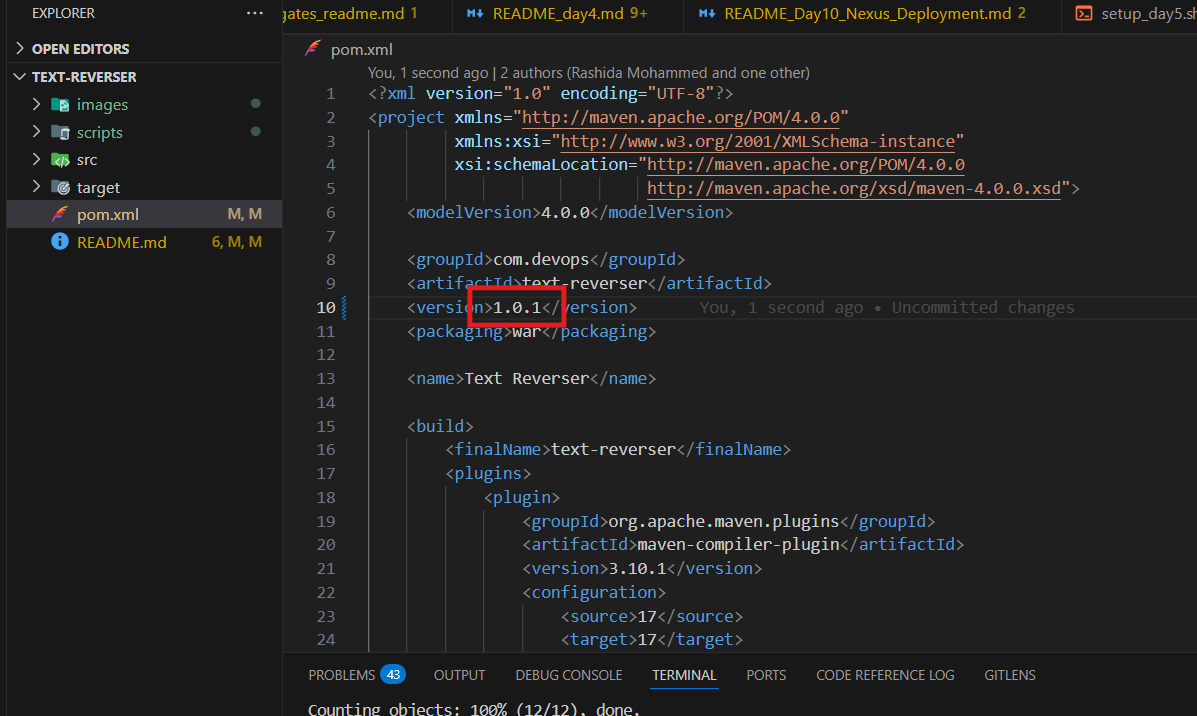 EXPLORER
...
OPEN EDITORS
TEXT-REVERSER
images
scripts
src
target
pom.xml M, M
README.md 6, M, M
gates_readme.md 1 README_day4.md 9+ README_Day10_Nexus_Deployment.md 2 setup_day5.sh
pom.xml
You, 1 second ago | 2 authors (Rashida Mohammed and one other)
1 <?xml version="1.0" encoding="UTF-8"?>
2 <project xmlns="http://maven.apache.org/POM/4.0.0"
3 xmlns:xsi="http://www.w3.org/2001/XMLSchema-instance"
4 xsi:schemaLocation="http://maven.apache.org/POM/4.0.0
5 http://maven.apache.org/xsd/maven-4.0.0.xsd">
6 <modelVersion>4.0.0</modelVersion>
7
8 <groupId>com.devops</groupId>
9 <artifactId>text-reverser</artifactId>
10 <version>1.0.1</version> You, 1 second ago • Uncommitted changes
11 <packaging>war</packaging>
12
13 <name>Text Reverser</name>
14
15 <build>
16 <finalName>text-reverser</finalName>
17 <plugins>
18 <plugin>
19 <groupId>org.apache.maven.plugins</groupId>
20 <artifactId>maven-compiler-plugin</artifactId>
21 <version>3.10.1</version>
22 <configuration>
23 <source>17</source>
24 <target>17</target>
PROBLEMS 43 OUTPUT DEBUG CONSOLE TERMINAL PORTS CODE REFERENCE LOG GITLENS
Counting objects: 100% (12/12), done.